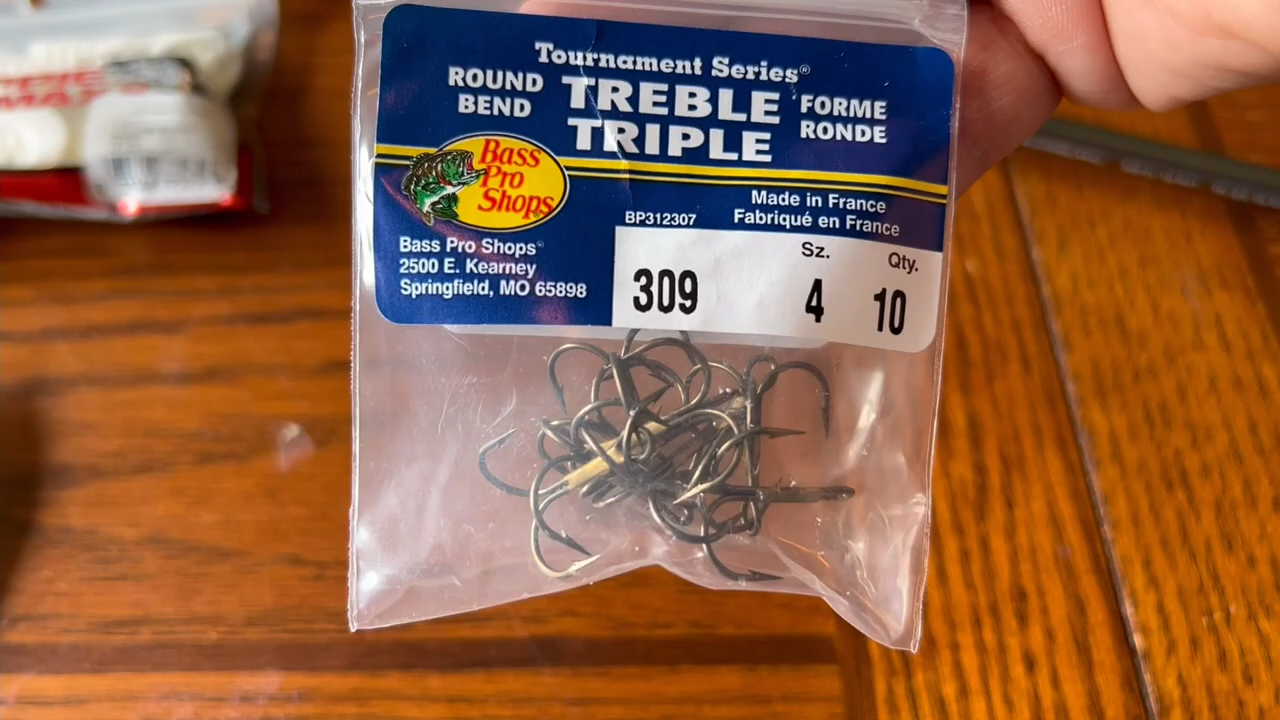 Tournament Series®
ROUND
BEND
TREBLE
TRIPLE
FORME
RONDE
Bass
Pro
Shops®
Made in France
Fabriqué en France
BP312307
Bass Pro Shops®
2500 E. Kearney
Springfield, MO 65898
Sz.
Qty.
309
4
10